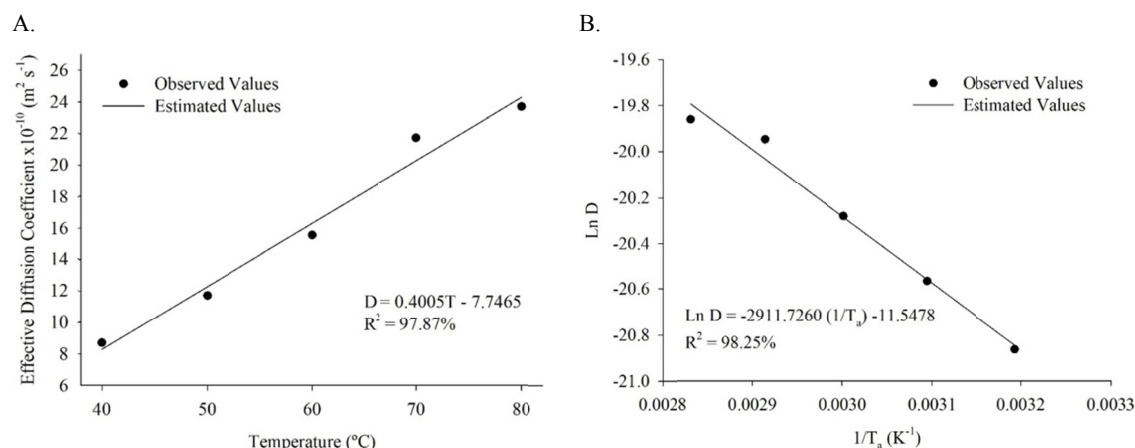 A.
Effective Diffusion Coefficient x10⁻¹⁰ (m² s⁻¹)
26
24
22
20
18
16
14
12
10
8
6
Observed Values
Estimated Values
D = 0.4005T - 7.7465
R² = 97.87%
40 50 60 70 80
Temperature (ºC)
B.
Ln D
-19.6
-19.8
-20.0
-20.2
-20.4
-20.6
-20.8
-21.0
Observed Values
Estimated Values
Ln D = -2911.7260 (1/Tₐ) -11.5478
R² = 98.25%
0.0028 0.0029 0.0030 0.0031 0.0032 0.0033
1/Tₐ (K⁻¹)